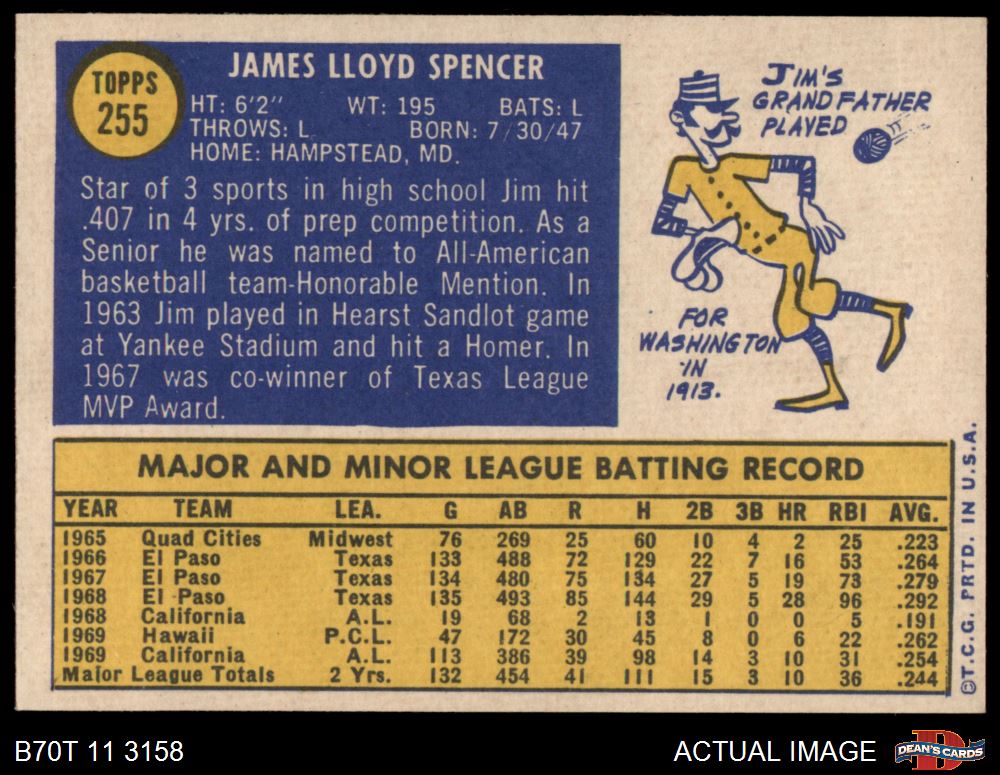 TOPPS
255
JAMES LLOYD SPENCER
HT: 6'2" WT: 195 BATS: L
THROWS: L BORN: 7/30/47
HOME: HAMPSTEAD, MD.
Star of 3 sports in high school Jim hit
.407 in 4 yrs. of prep competition. As a
Senior he was named to All-American
basketball team-Honorable Mention. In
1963 Jim played in Hearst Sandlot game
at Yankee Stadium and hit a Homer. In
1967 was co-winner of Texas League
MVP Award.
JIM'S
GRANDFATHER
PLAYED
FOR
WASHINGTON
IN
1913.
MAJOR AND MINOR LEAGUE BATTING RECORD
YEAR TEAM LEA. G AB R H 2B 3B HR RBI AVG.
1965 Quad Cities Midwest 76 269 25 60 10 4 2 25 .223
1966 El Paso Texas 133 488 72 129 22 7 16 53 .264
1967 El Paso Texas 134 480 75 134 27 5 19 73 .279
1968 El Paso Texas 135 493 85 144 29 5 28 96 .292
1968 California A.L. 19 68 2 13 1 0 0 5 .191
1969 Hawaii P.C.L. 47 172 30 45 8 0 6 22 .262
1969 California A.L. 113 386 39 98 14 3 10 31 .254
Major League Totals 2 Yrs. 132 454 41 111 15 3 10 36 .244
©T.C.G. PRTD. IN U.S.A.
B70T 11 3158
ACTUAL IMAGE
D
DEAN'S CARDS